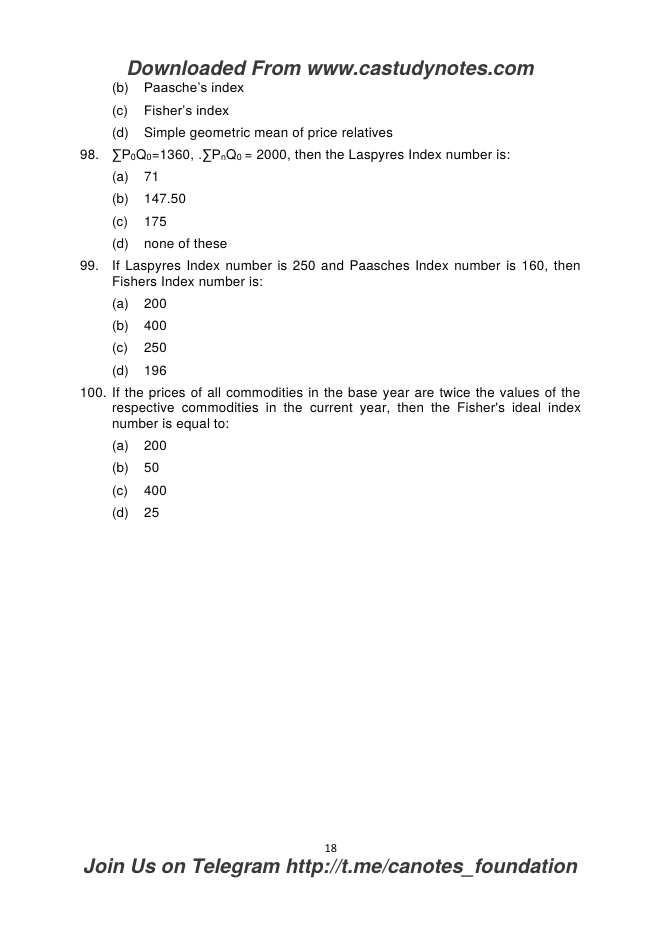 Downloaded From www.castudynotes.com
(b) Paasche's index
(c) Fisher's index
(d) Simple geometric mean of price relatives
98. ∑P₀Q₀=1360, .∑PₙQ₀ = 2000, then the Laspyres Index number is:
(a) 71
(b) 147.50
(c) 175
(d) none of these
99. If Laspyres Index number is 250 and Paasches Index number is 160, then
Fishers Index number is:
(a) 200
(b) 400
(c) 250
(d) 196
100. If the prices of all commodities in the base year are twice the values of the
respective commodities in the current year, then the Fisher's ideal index
number is equal to:
(a) 200
(b) 50
(c) 400
(d) 25
18
Join Us on Telegram http://t.me/canotes_foundation